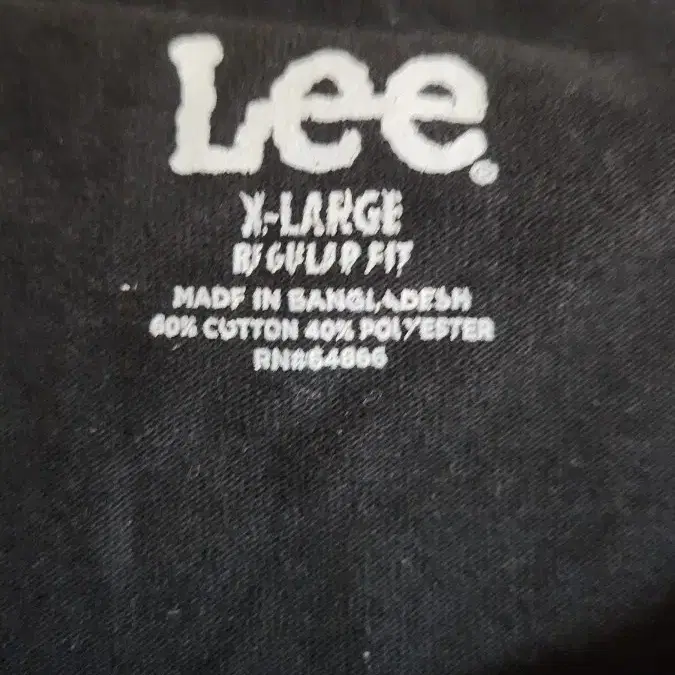 Lee®
X-LARGE
REGULAR FIT
MADE IN BANGLADESH
60% COTTON 40% POLYESTER